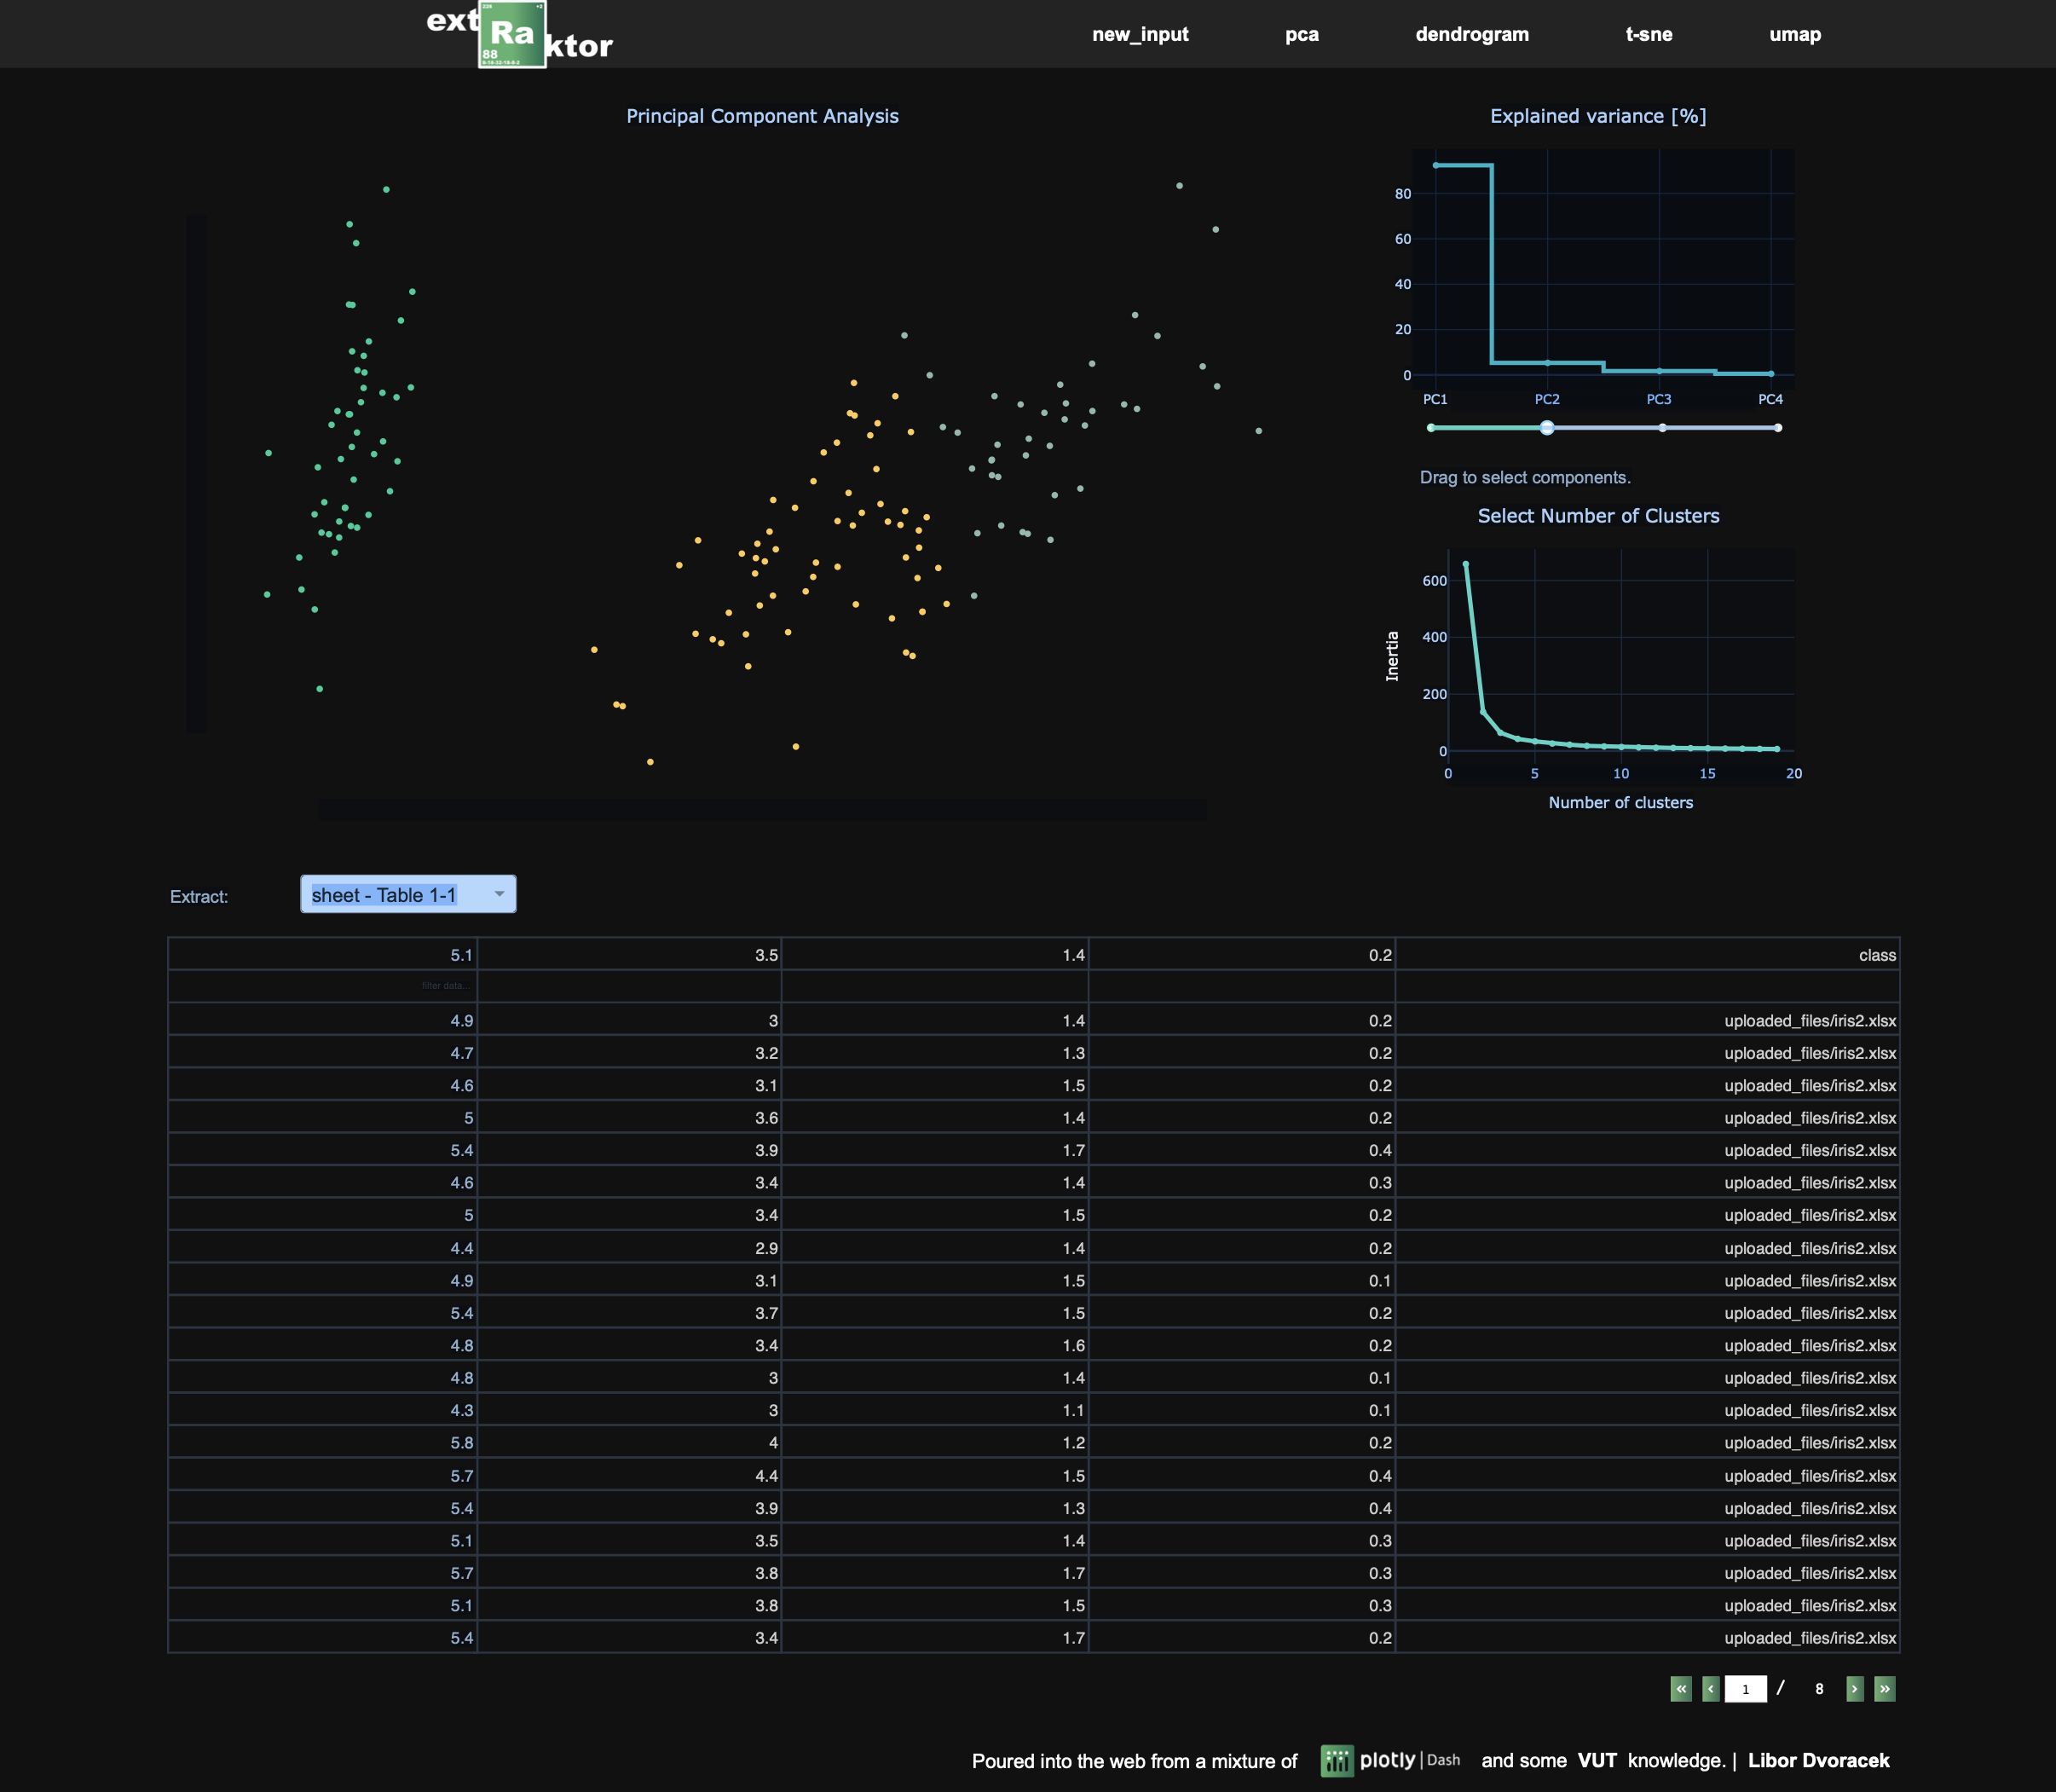 extRaktor
228 +2
88
new_input pca dendrogram t-sne umap
Principal Component Analysis
Explained variance [%]
80
60
40
20
0
PC1 PC2 PC3 PC4
Drag to select components.
Select Number of Clusters
600
400
200
0
Inertia
0 5 10 15 20
Number of clusters
Extract: sheet - Table 1-1
5.1 3.5 1.4 0.2 class
filter data...
4.9 3 1.4 0.2 uploaded_files/iris2.xlsx
4.7 3.2 1.3 0.2 uploaded_files/iris2.xlsx
4.6 3.1 1.5 0.2 uploaded_files/iris2.xlsx
5 3.6 1.4 0.2 uploaded_files/iris2.xlsx
5.4 3.9 1.7 0.4 uploaded_files/iris2.xlsx
4.6 3.4 1.4 0.3 uploaded_files/iris2.xlsx
5 3.4 1.5 0.2 uploaded_files/iris2.xlsx
4.4 2.9 1.4 0.2 uploaded_files/iris2.xlsx
4.9 3.1 1.5 0.1 uploaded_files/iris2.xlsx
5.4 3.7 1.5 0.2 uploaded_files/iris2.xlsx
4.8 3.4 1.6 0.2 uploaded_files/iris2.xlsx
4.8 3 1.4 0.1 uploaded_files/iris2.xlsx
4.3 3 1.1 0.1 uploaded_files/iris2.xlsx
5.8 4 1.2 0.2 uploaded_files/iris2.xlsx
5.7 4.4 1.5 0.4 uploaded_files/iris2.xlsx
5.4 3.9 1.3 0.4 uploaded_files/iris2.xlsx
5.1 3.5 1.4 0.3 uploaded_files/iris2.xlsx
5.7 3.8 1.7 0.3 uploaded_files/iris2.xlsx
5.1 3.8 1.5 0.3 uploaded_files/iris2.xlsx
5.4 3.4 1.7 0.2 uploaded_files/iris2.xlsx
« ‹ 1 / 8 › »
Poured into the web from a mixture of plotly | Dash and some VUT knowledge. | Libor Dvoracek